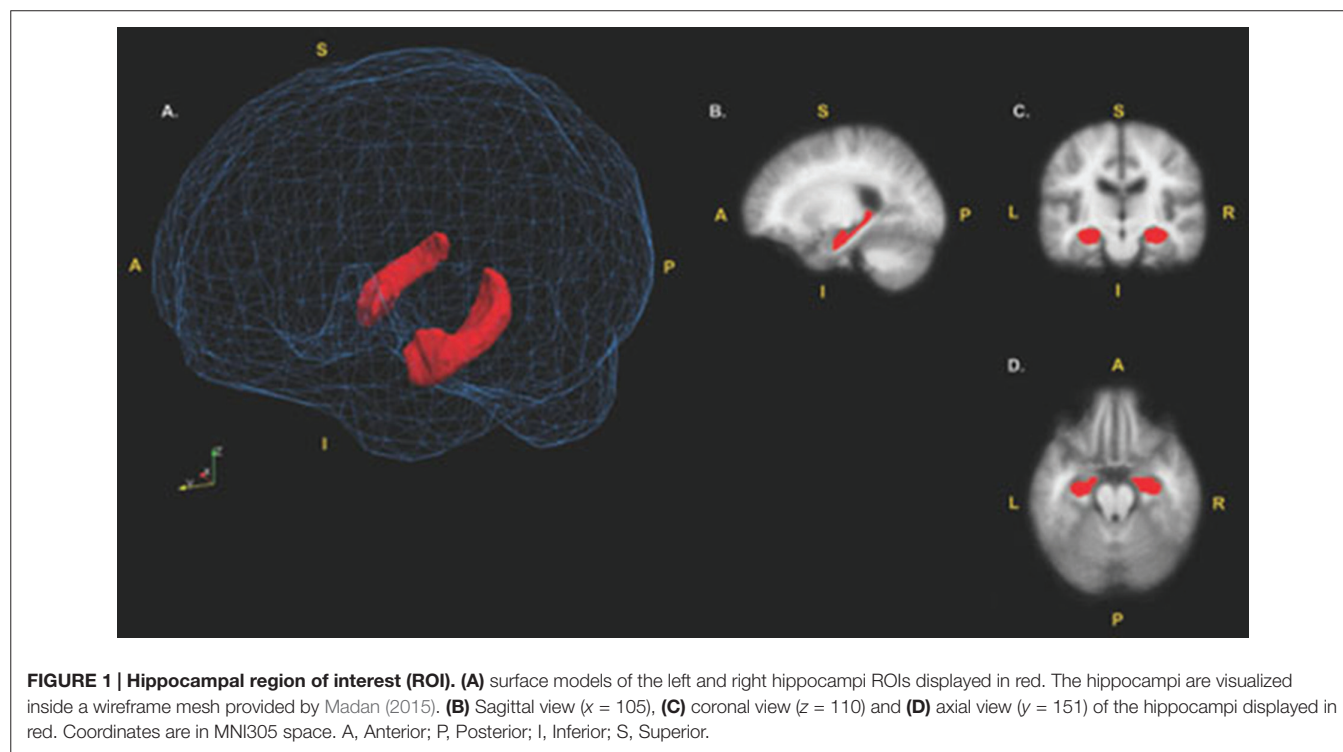 S
A.
A
P
I
z
x
y
B.
S
A
P
I
C.
S
L
R
I
D.
A
L
R
P
FIGURE 1 | Hippocampal region of interest (ROI). (A) surface models of the left and right hippocampi ROIs displayed in red. The hippocampi are visualized
inside a wireframe mesh provided by Madan (2015). (B) Sagittal view (x = 105), (C) coronal view (z = 110) and (D) axial view (y = 151) of the hippocampi displayed in
red. Coordinates are in MNI305 space. A, Anterior; P, Posterior; I, Inferior; S, Superior.